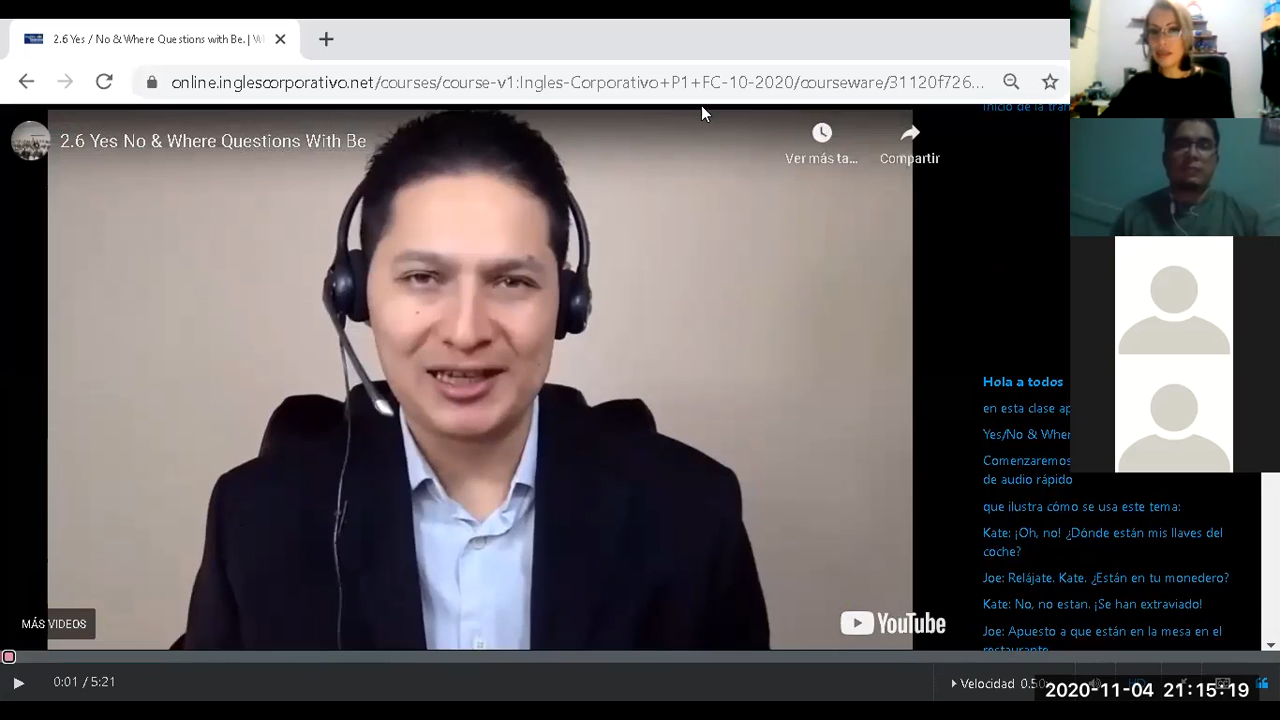 2.6 Yes / No & Where Questions with Be. |
online.inglescorporativo.net/courses/course-v1:Ingles-Corporativo+P1+FC-10-2020/courseware/31120f726...
2.6 Yes No & Where Questions With Be
Ver más ta...
Compartir
Inicio de la
Hola a todos
en esta clase
Yes/No &
Comenzaremos
de audio rápido
que ilustra cómo se usa este tema:
Kate: ¡Oh, no! ¿Dónde están mis llaves del
coche?
Joe: Relájate. Kate, ¿Están en tu monedero?
Kate: No, no estan. ¡Se han extraviado!
Joe: Apuesto a que están en la mesa en el
restaurante
MÁS VIDEOS
YouTube
0:01 / 5:21
Velocidad
2020-11-04 21:15:19